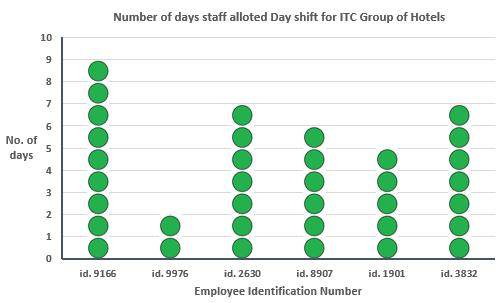 Number of days staff alloted Day shift for ITC Group of Hotels
10
9
8
7
6
5
4
3
2
1
0
No. of
days
id. 9166 id. 9976 id. 2630 id. 8907 id. 1901 id. 3832
Employee Identification Number